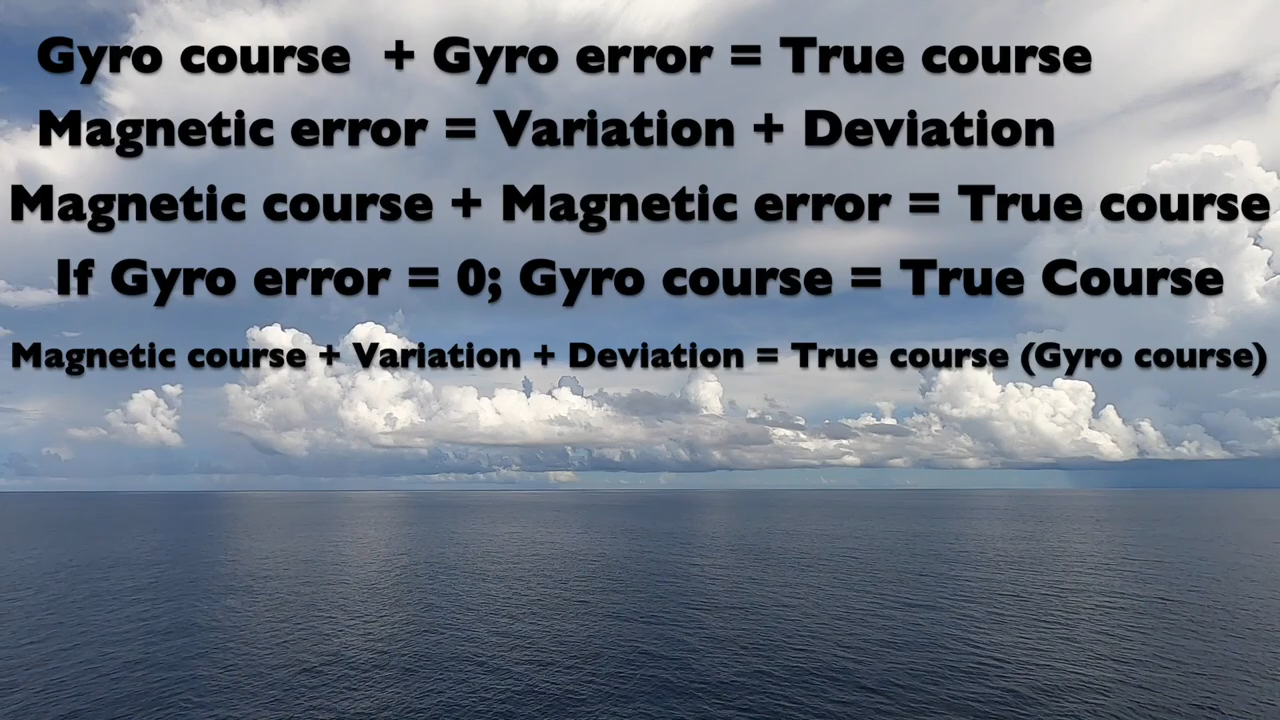 Gyro course + Gyro error = True course
Magnetic error = Variation + Deviation
Magnetic course + Magnetic error = True course
If Gyro error = 0; Gyro course = True Course
Magnetic course + Variation + Deviation = True course (Gyro course)